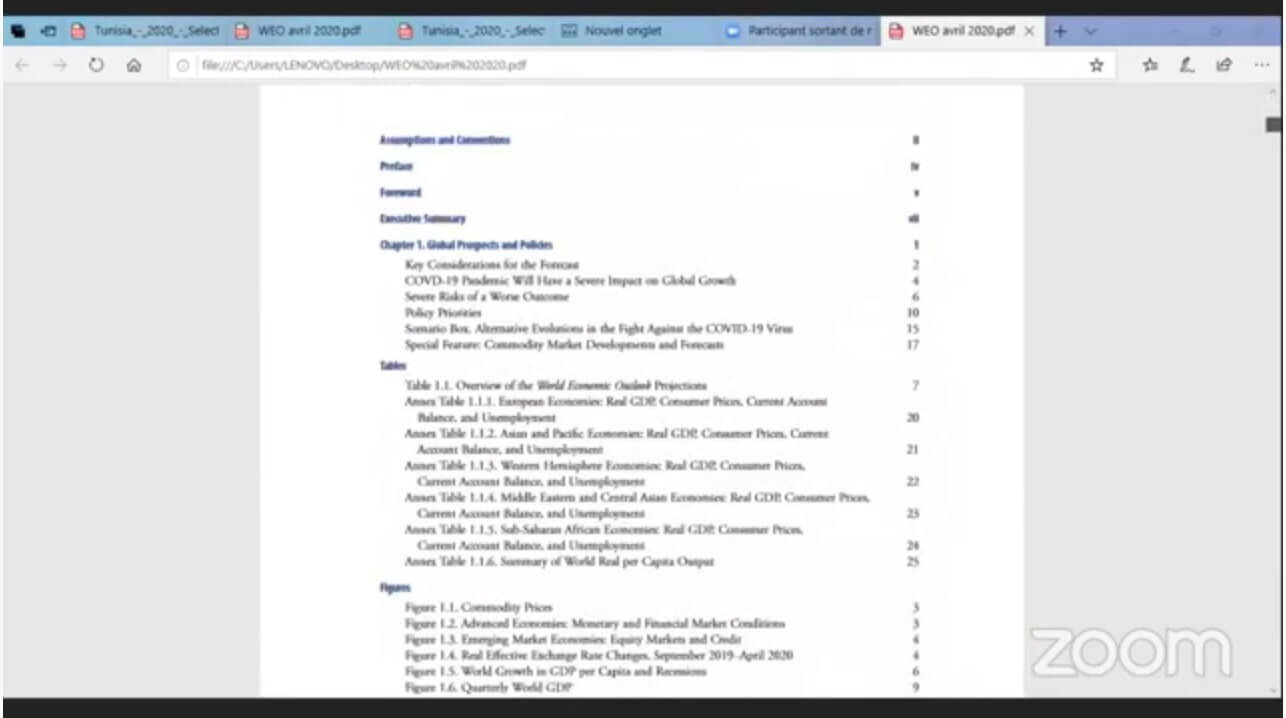 Tunisia_-_2020_-_Select
WEO avril 2020.pdf
Tunisia_-_2020_-_Select
Nouvel onglet
Participant sortant de r
WEO avril 2020.pdf
file:///C:/Users/LENOVO/Desktop/WEO%20avril%202020.pdf
Assumptions and Conventions ii
Preface iv
Foreword v
Executive Summary vii
Chapter 1. Global Prospects and Policies 1
Key Considerations for the Forecast 2
COVD-19 Pandemic Will Have a Severe Impact on Global Growth 4
Severe Risks of a Worse Outcome 6
Policy Priorities 10
Scenario Box. Alternative Evolutions in the Fight Against the COVID-19 Virus 15
Special Feature: Commodity Market Developments and Forecasts 17
Tables
Table 1.1. Overview of the World Economic Outlook Projections 7
Annex Table 1.1.1. European Economies: Real GDP, Consumer Prices, Current Account
Balance, and Unemployment 20
Annex Table 1.1.2. Asian and Pacific Economies: Real GDP, Consumer Prices, Current
Account Balance, and Unemployment 21
Annex Table 1.1.3. Western Hemisphere Economies: Real GDP, Consumer Prices,
Current Account Balance, and Unemployment 22
Annex Table 1.1.4. Middle Eastern and Central Asian Economies: Real GDP, Consumer Prices,
Current Account Balance, and Unemployment 23
Annex Table 1.1.5. Sub-Saharan African Economies: Real GDP, Consumer Prices,
Current Account Balance, and Unemployment 24
Annex Table 1.1.6. Summary of World Real per Capita Output 25
Figures
Figure 1.1. Commodity Prices 3
Figure 1.2. Advanced Economies: Monetary and Financial Market Conditions 3
Figure 1.3. Emerging Market Economies: Equity Markets and Credit 4
Figure 1.4. Real Effective Exchange Rate Changes, September 2019–April 2020 4
Figure 1.5. World Growth in GDP per Capita and Recessions 6
Figure 1.6. Quarterly World GDP 9
zoom